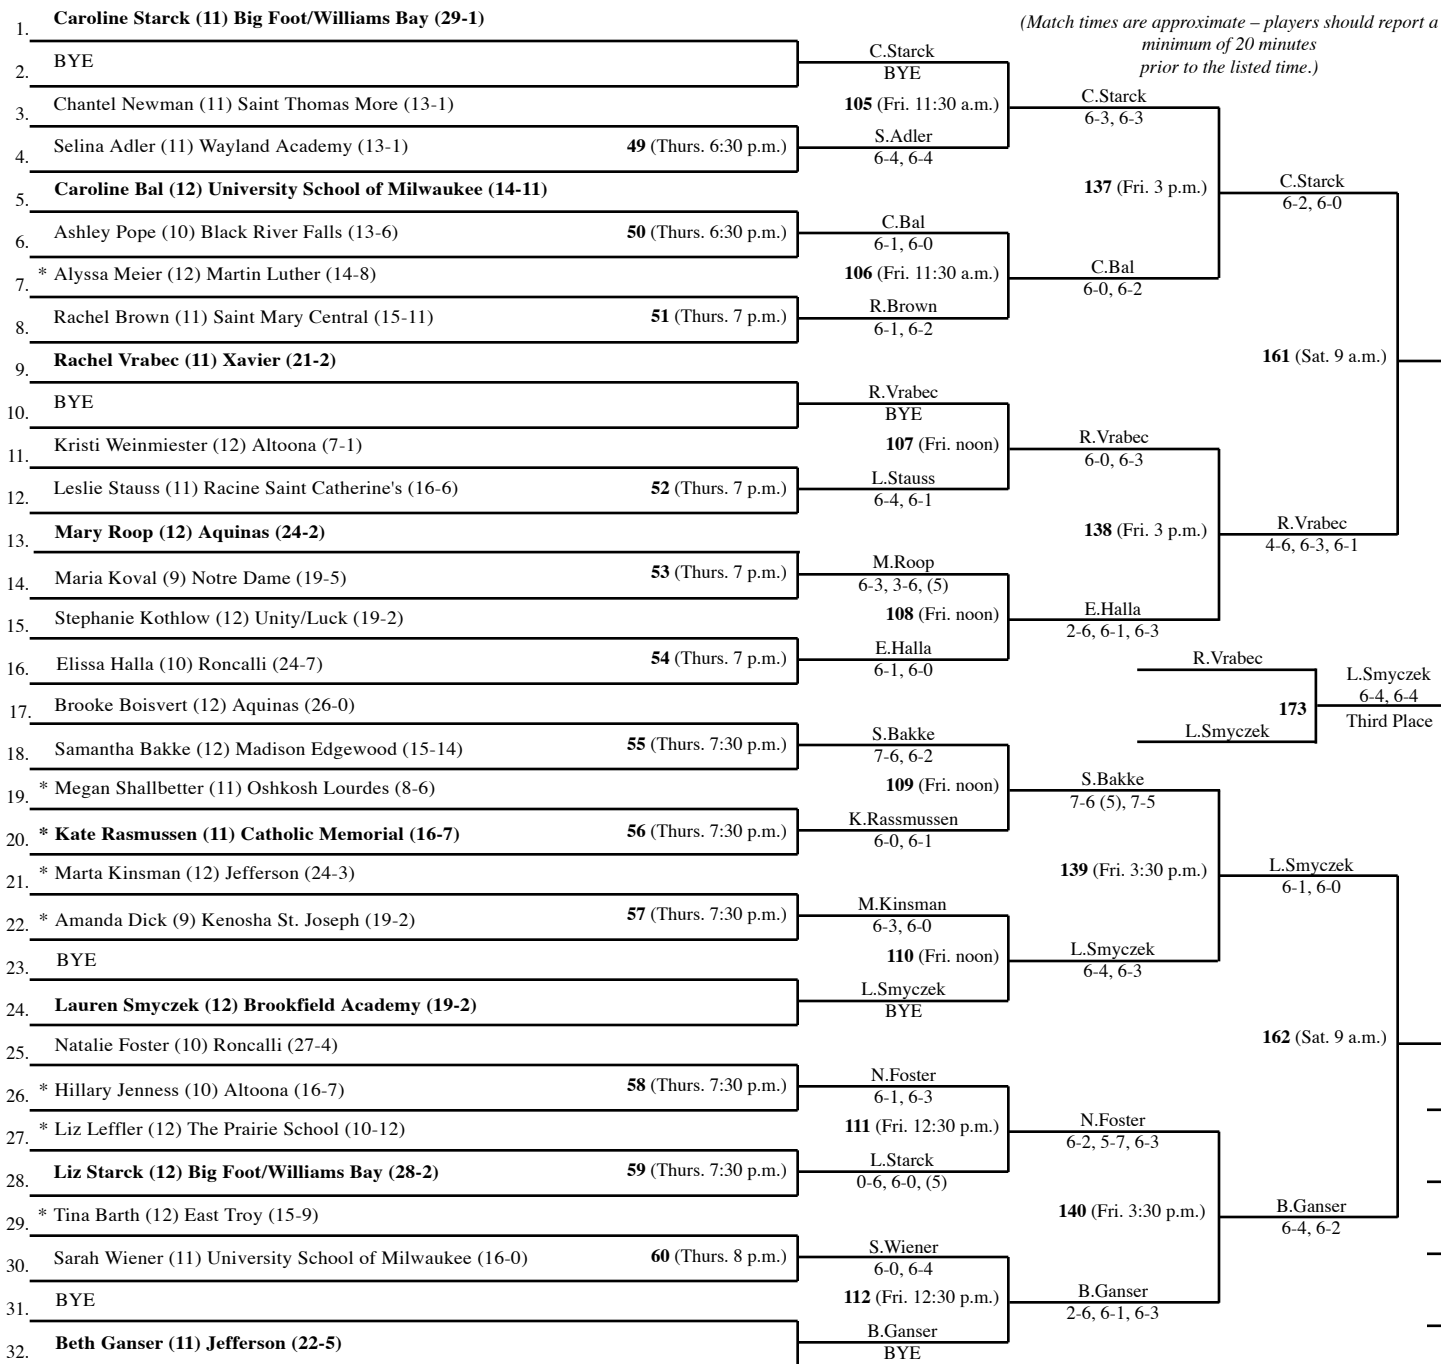 (Match times are approximate – players should report a
minimum of 20 minutes
prior to the listed time.)
1. Caroline Starck (11) Big Foot/Williams Bay (29-1)
2. BYE
C.Starck
BYE
3. Chantel Newman (11) Saint Thomas More (13-1)
105 (Fri. 11:30 a.m.)
C.Starck
6-3, 6-3
4. Selina Adler (11) Wayland Academy (13-1)
49 (Thurs. 6:30 p.m.)
S.Adler
6-4, 6-4
5. Caroline Bal (12) University School of Milwaukee (14-11)
137 (Fri. 3 p.m.)
C.Starck
6-2, 6-0
6. Ashley Pope (10) Black River Falls (13-6)
50 (Thurs. 6:30 p.m.)
C.Bal
6-1, 6-0
7. * Alyssa Meier (12) Martin Luther (14-8)
106 (Fri. 11:30 a.m.)
C.Bal
6-0, 6-2
8. Rachel Brown (11) Saint Mary Central (15-11)
51 (Thurs. 7 p.m.)
R.Brown
6-1, 6-2
9. Rachel Vrabec (11) Xavier (21-2)
161 (Sat. 9 a.m.)
10. BYE
R.Vrabec
BYE
11. Kristi Weinmiester (12) Altoona (7-1)
107 (Fri. noon)
R.Vrabec
6-0, 6-3
12. Leslie Stauss (11) Racine Saint Catherine's (16-6)
52 (Thurs. 7 p.m.)
L.Stauss
6-4, 6-1
13. Mary Roop (12) Aquinas (24-2)
138 (Fri. 3 p.m.)
R.Vrabec
4-6, 6-3, 6-1
14. Maria Koval (9) Notre Dame (19-5)
53 (Thurs. 7 p.m.)
M.Roop
6-3, 3-6, (5)
15. Stephanie Kothlow (12) Unity/Luck (19-2)
108 (Fri. noon)
E.Halla
2-6, 6-1, 6-3
16. Elissa Halla (10) Roncalli (24-7)
54 (Thurs. 7 p.m.)
E.Halla
6-1, 6-0
R.Vrabec
173
L.Smyczek
L.Smyczek
6-4, 6-4
Third Place
17. Brooke Boisvert (12) Aquinas (26-0)
18. Samantha Bakke (12) Madison Edgewood (15-14)
55 (Thurs. 7:30 p.m.)
S.Bakke
7-6, 6-2
19. * Megan Shallbetter (11) Oshkosh Lourdes (8-6)
109 (Fri. noon)
S.Bakke
7-6 (5), 7-5
20. * Kate Rasmussen (11) Catholic Memorial (16-7)
56 (Thurs. 7:30 p.m.)
K.Rassmussen
6-0, 6-1
21. * Marta Kinsman (12) Jefferson (24-3)
139 (Fri. 3:30 p.m.)
L.Smyczek
6-1, 6-0
22. * Amanda Dick (9) Kenosha St. Joseph (19-2)
57 (Thurs. 7:30 p.m.)
M.Kinsman
6-3, 6-0
23. BYE
110 (Fri. noon)
L.Smyczek
6-4, 6-3
24. Lauren Smyczek (12) Brookfield Academy (19-2)
L.Smyczek
BYE
25. Natalie Foster (10) Roncalli (27-4)
162 (Sat. 9 a.m.)
26. * Hillary Jenness (10) Altoona (16-7)
58 (Thurs. 7:30 p.m.)
N.Foster
6-1, 6-3
27. * Liz Leffler (12) The Prairie School (10-12)
111 (Fri. 12:30 p.m.)
N.Foster
6-2, 5-7, 6-3
28. Liz Starck (12) Big Foot/Williams Bay (28-2)
59 (Thurs. 7:30 p.m.)
L.Starck
0-6, 6-0, (5)
29. * Tina Barth (12) East Troy (15-9)
140 (Fri. 3:30 p.m.)
B.Ganser
6-4, 6-2
30. Sarah Wiener (11) University School of Milwaukee (16-0)
60 (Thurs. 8 p.m.)
S.Wiener
6-0, 6-4
31. BYE
112 (Fri. 12:30 p.m.)
B.Ganser
2-6, 6-1, 6-3
32. Beth Ganser (11) Jefferson (22-5)
B.Ganser
BYE